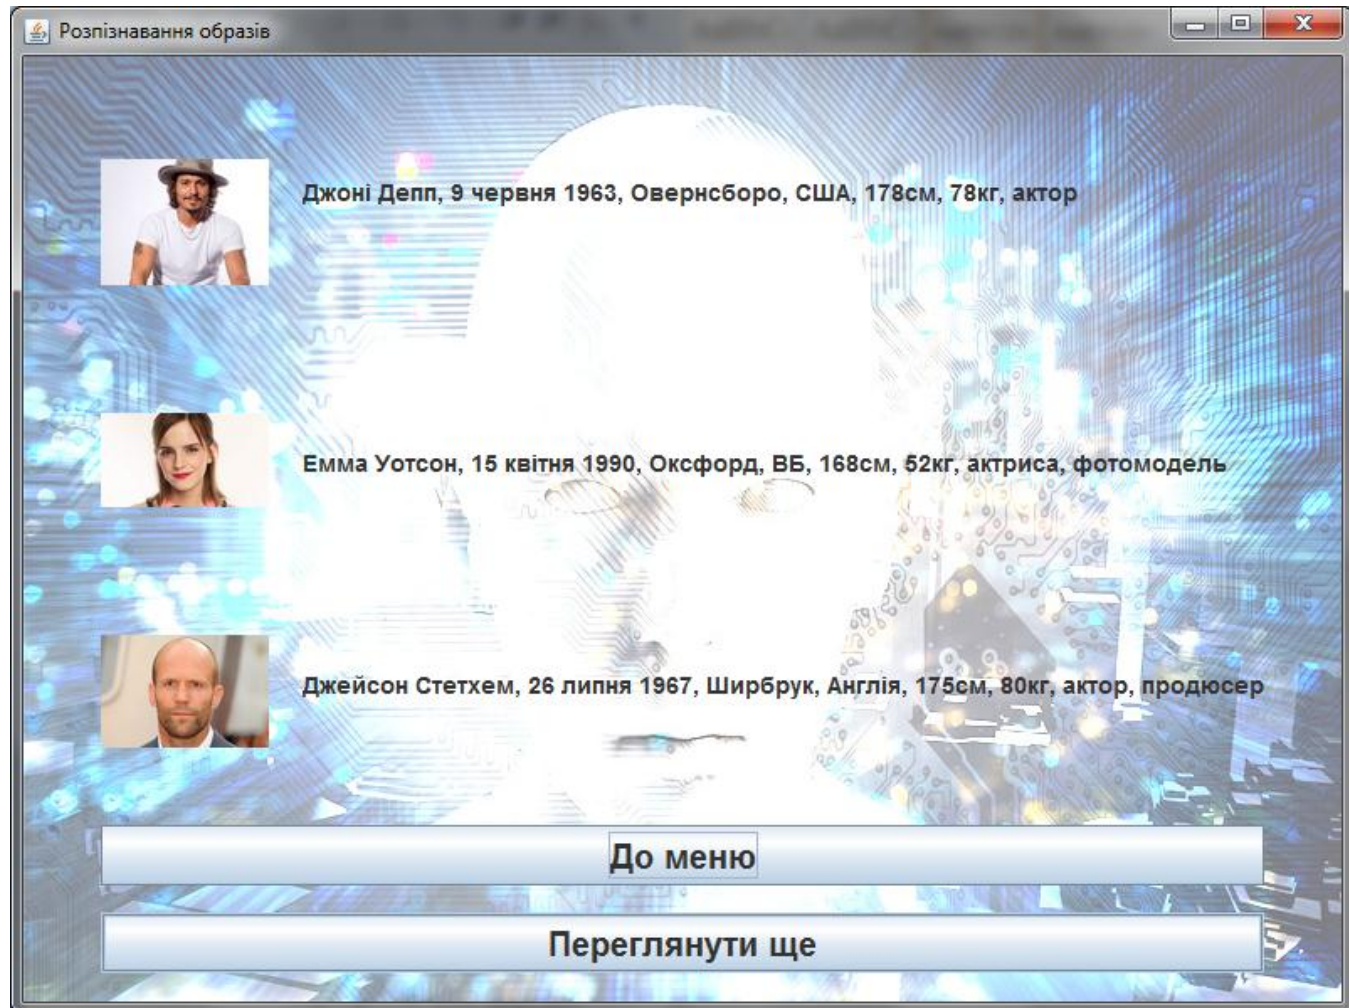 Розпізнавання образів
Джоні Депп, 9 червня 1963, Овернсборо, США, 178см, 78кг, актор
Емма Уотсон, 15 квітня 1990, Оксфорд, ВБ, 168см, 52кг, актриса, фотомодель
Джейсон Стетхем, 26 липня 1967, Ширбрук, Англія, 175см, 80кг, актор, продюсер
До меню
Переглянути ще